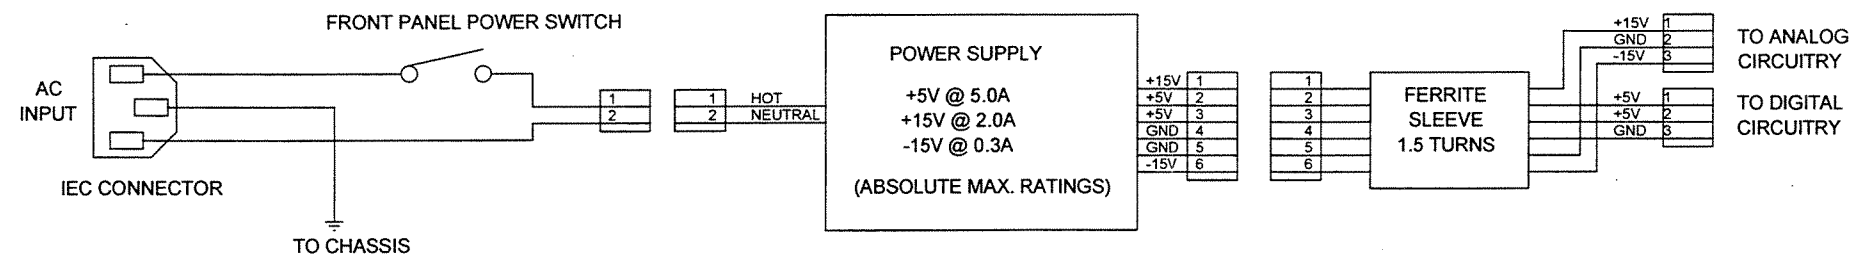 FRONT PANEL POWER SWITCH
AC
INPUT
IEC CONNECTOR
TO CHASSIS
1
2
1 HOT
2 NEUTRAL
POWER SUPPLY
+5V @ 5.0A
+15V @ 2.0A
-15V @ 0.3A
(ABSOLUTE MAX. RATINGS)
+15V 1
+5V 2
+5V 3
GND 4
GND 5
-15V 6
1
2
3
4
5
6
FERRITE
SLEEVE
1.5 TURNS
+15V 1
GND 2
-15V 3
TO ANALOG
CIRCUITRY
+5V 1
+5V 2
GND 3
TO DIGITAL
CIRCUITRY